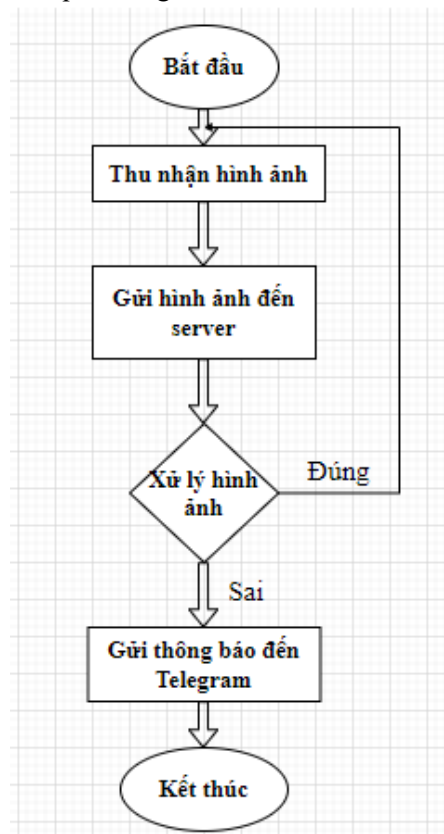 Bắt đầu
Thu nhận hình ảnh
Gửi hình ảnh đến
server
Xử lý hình
ảnh
Đúng
Sai
Gửi thông báo đến
Telegram
Kết thúc